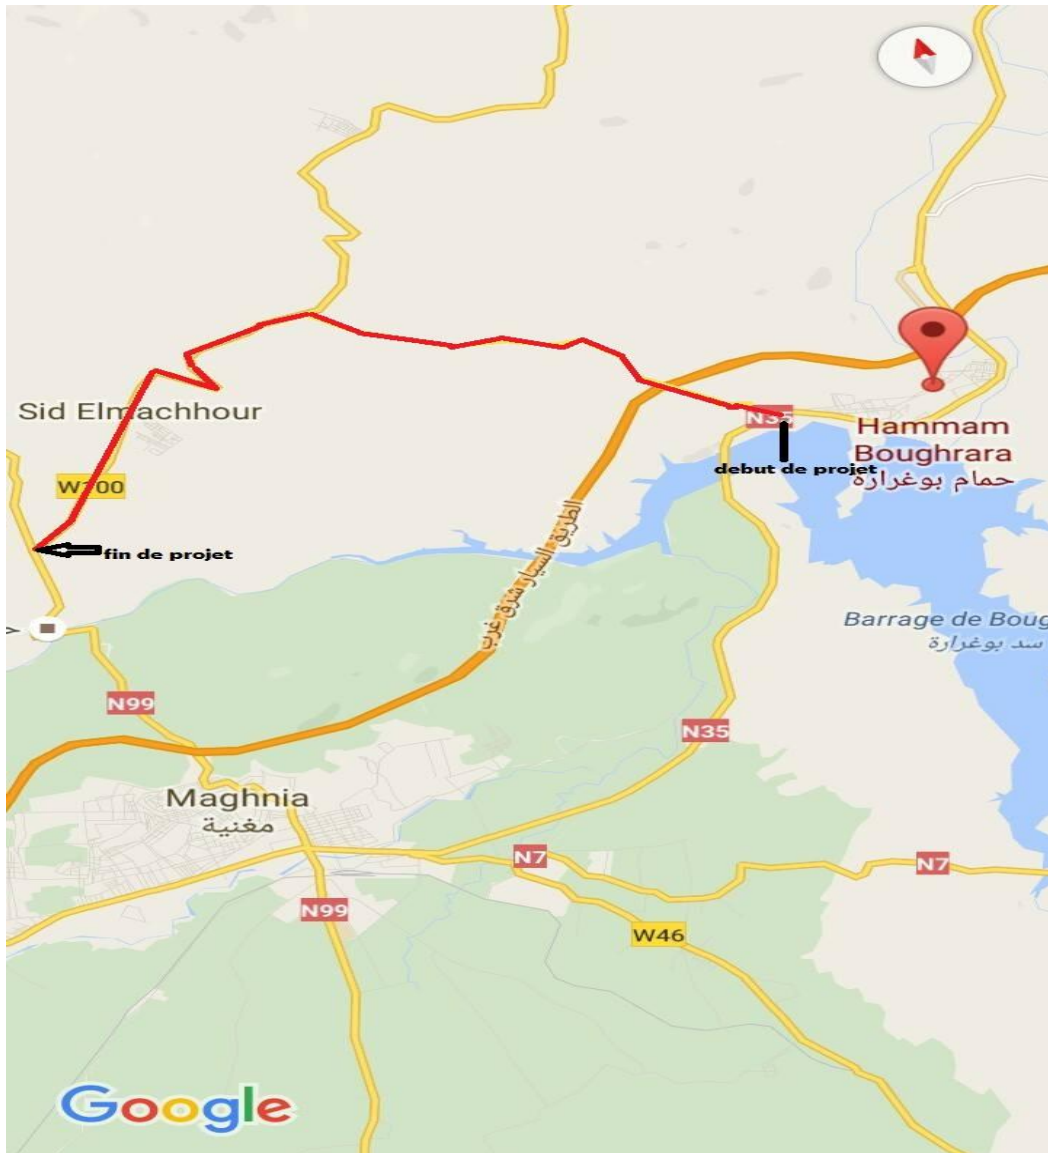 Sid Elmachhour
N35
Hammam
Boughrara
حمام بوغرارة
debut de projet
W100
fin de projet
الطريق السيار شرق غرب
Barrage de Boug
سد بوغرارة
N99
N35
Maghnia
مغنية
N7
N7
N99
W46
Google